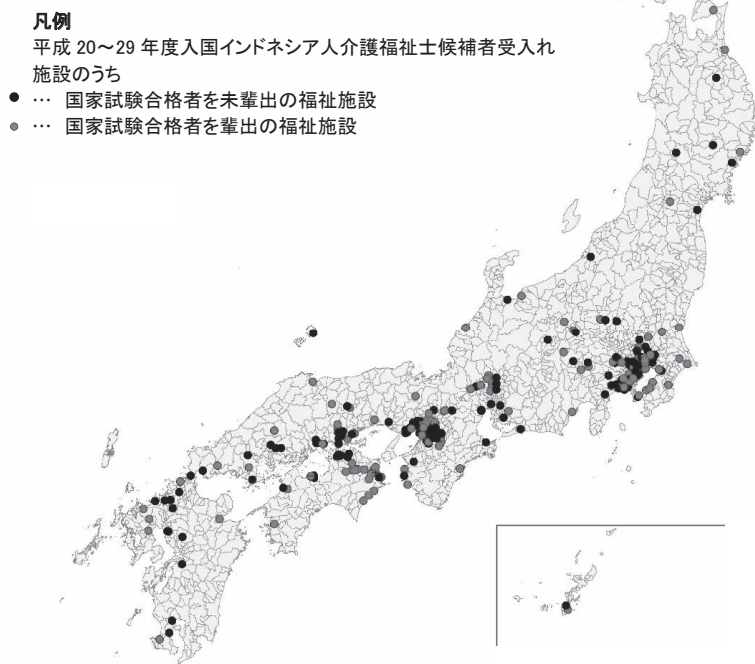 凡例
平成 20～29 年度入国インドネシア人介護福祉士候補者受入れ
施設のうち
● … 国家試験合格者を未輩出の福祉施設
● … 国家試験合格者を輩出の福祉施設